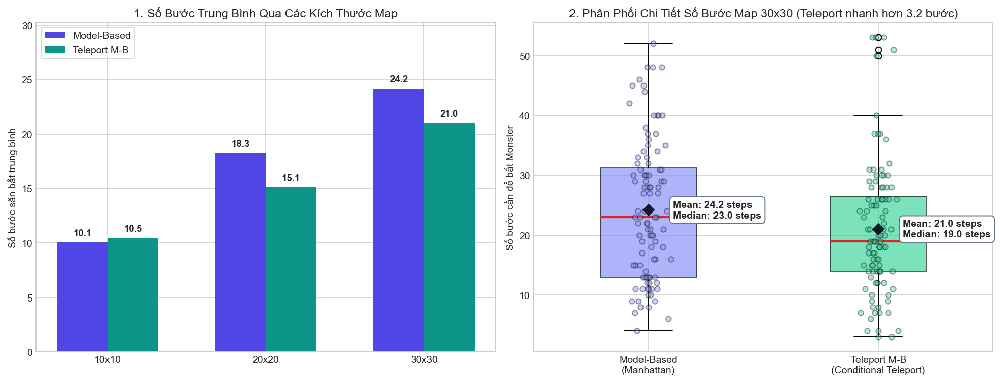 1. Số Bước Trung Bình Qua Các Kích Thước Map
Số bước săn bắt trung bình
30
25
20
15
10
5
0
Model-Based
Teleport M-B
10.1
10.5
18.3
15.1
24.2
21.0
10x10
20x20
30x30
2. Phân Phối Chi Tiết Số Bước Map 30x30 (Teleport nhanh hơn 3.2 bước)
Số bước cần để bắt Monster
50
40
30
20
10
Mean: 24.2 steps
Median: 23.0 steps
Mean: 21.0 steps
Median: 19.0 steps
Model-Based
(Manhattan)
Teleport M-B
(Conditional Teleport)